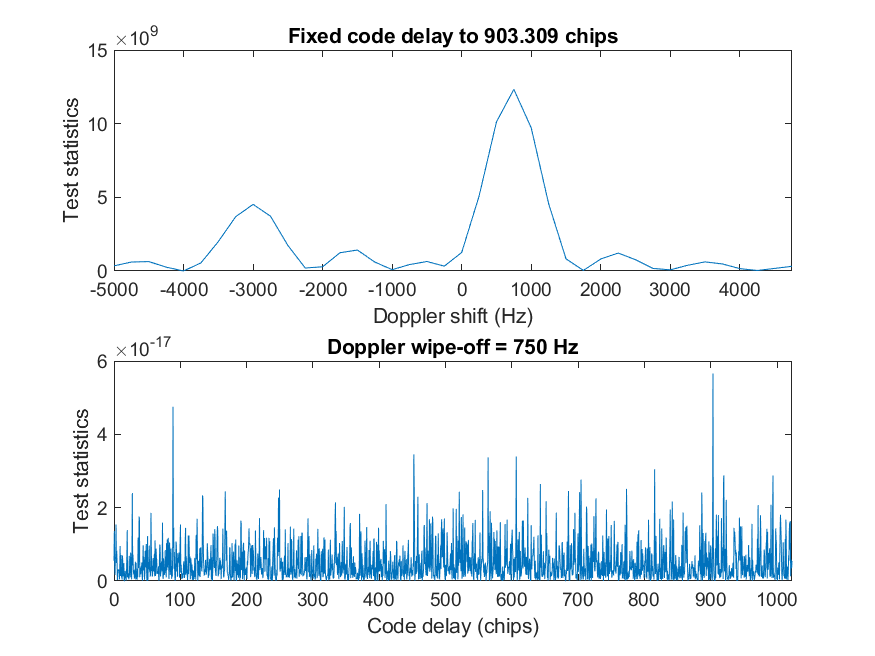 ×10^9
Fixed code delay to 903.309 chips
15
10
5
0
Test statistics
-5000 -4000 -3000 -2000 -1000 0 1000 2000 3000 4000
Doppler shift (Hz)
×10^-17
Doppler wipe-off = 750 Hz
6
4
2
0
Test statistics
0 100 200 300 400 500 600 700 800 900 1000
Code delay (chips)